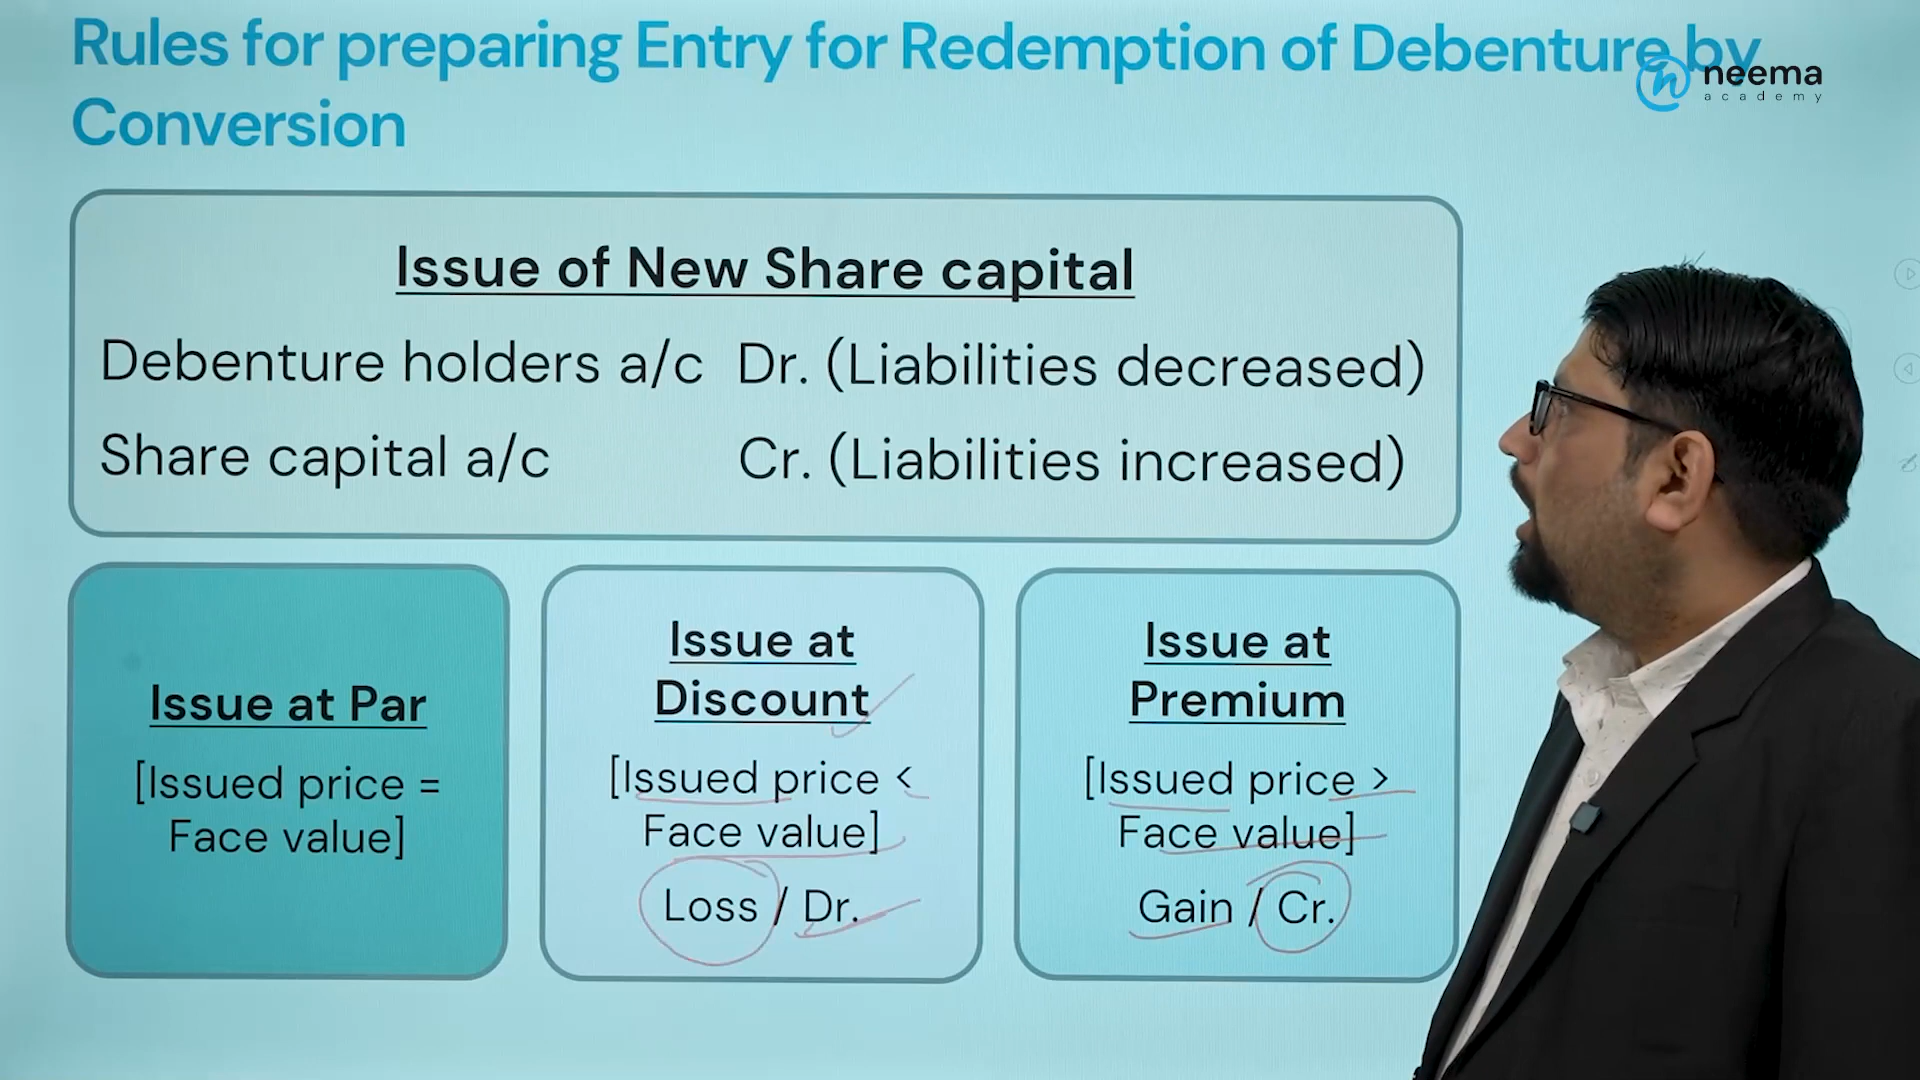 Rules for preparing Entry for Redemption of Debenture by
Conversion
neema
academy
Issue of New Share capital
Debenture holders a/c Dr. (Liabilities decreased)
Share capital a/c Cr. (Liabilities increased)
Issue at Par
[Issued price =
Face value]
Issue at
Discount
[Issued price <
Face value]
Loss / Dr.
Issue at
Premium
[Issued price >
Face value]
Gain / Cr.